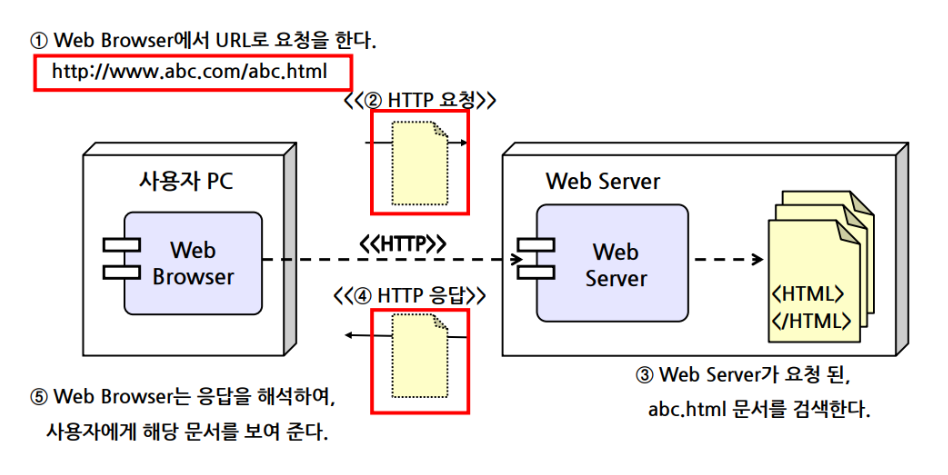 ① Web Browser에서 URL로 요청을 한다.
http://www.abc.com/abc.html
<<② HTTP 요청>>
사용자 PC
Web Server
Web
Browser
<<HTTP>>
Web
Server
<HTML>
</HTML>
<<④ HTTP 응답>>
③ Web Server가 요청 된,
abc.html 문서를 검색한다.
⑤ Web Browser는 응답을 해석하여,
사용자에게 해당 문서를 보여 준다.